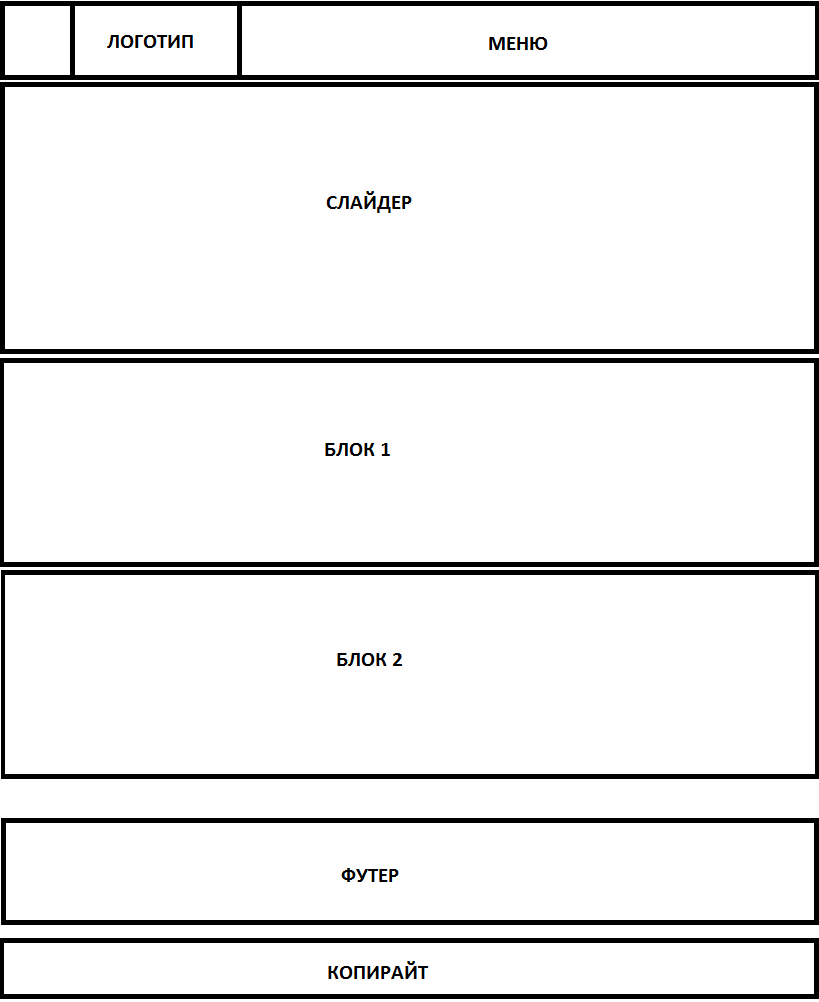 ЛОГОТИП
МЕНЮ
СЛАЙДЕР
БЛОК 1
БЛОК 2
ФУТЕР
КОПИРАЙТ